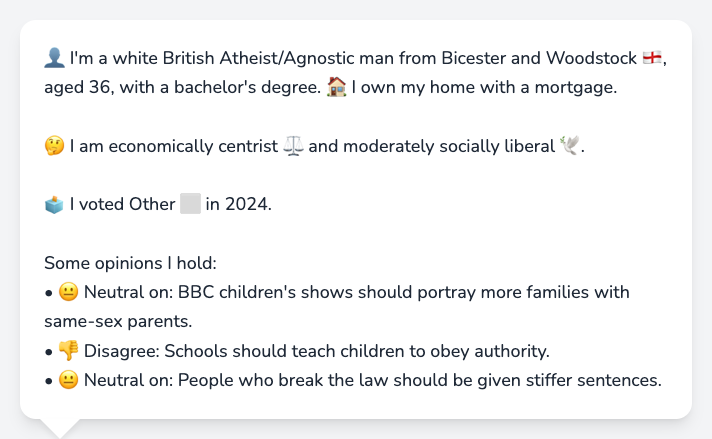 👤 I'm a white British Atheist/Agnostic man from Bicester and Woodstock 🏴󠁧󠁢󠁥󠁮󠁧󠁿,
aged 36, with a bachelor's degree. 🏠 I own my home with a mortgage.
🤔 I am economically centrist ⚖️ and moderately socially liberal 🕊️.
🗳️ I voted Other ⬜ in 2024.
Some opinions I hold:
• 😐 Neutral on: BBC children's shows should portray more families with
same-sex parents.
• 👎 Disagree: Schools should teach children to obey authority.
• 😐 Neutral on: People who break the law should be given stiffer sentences.